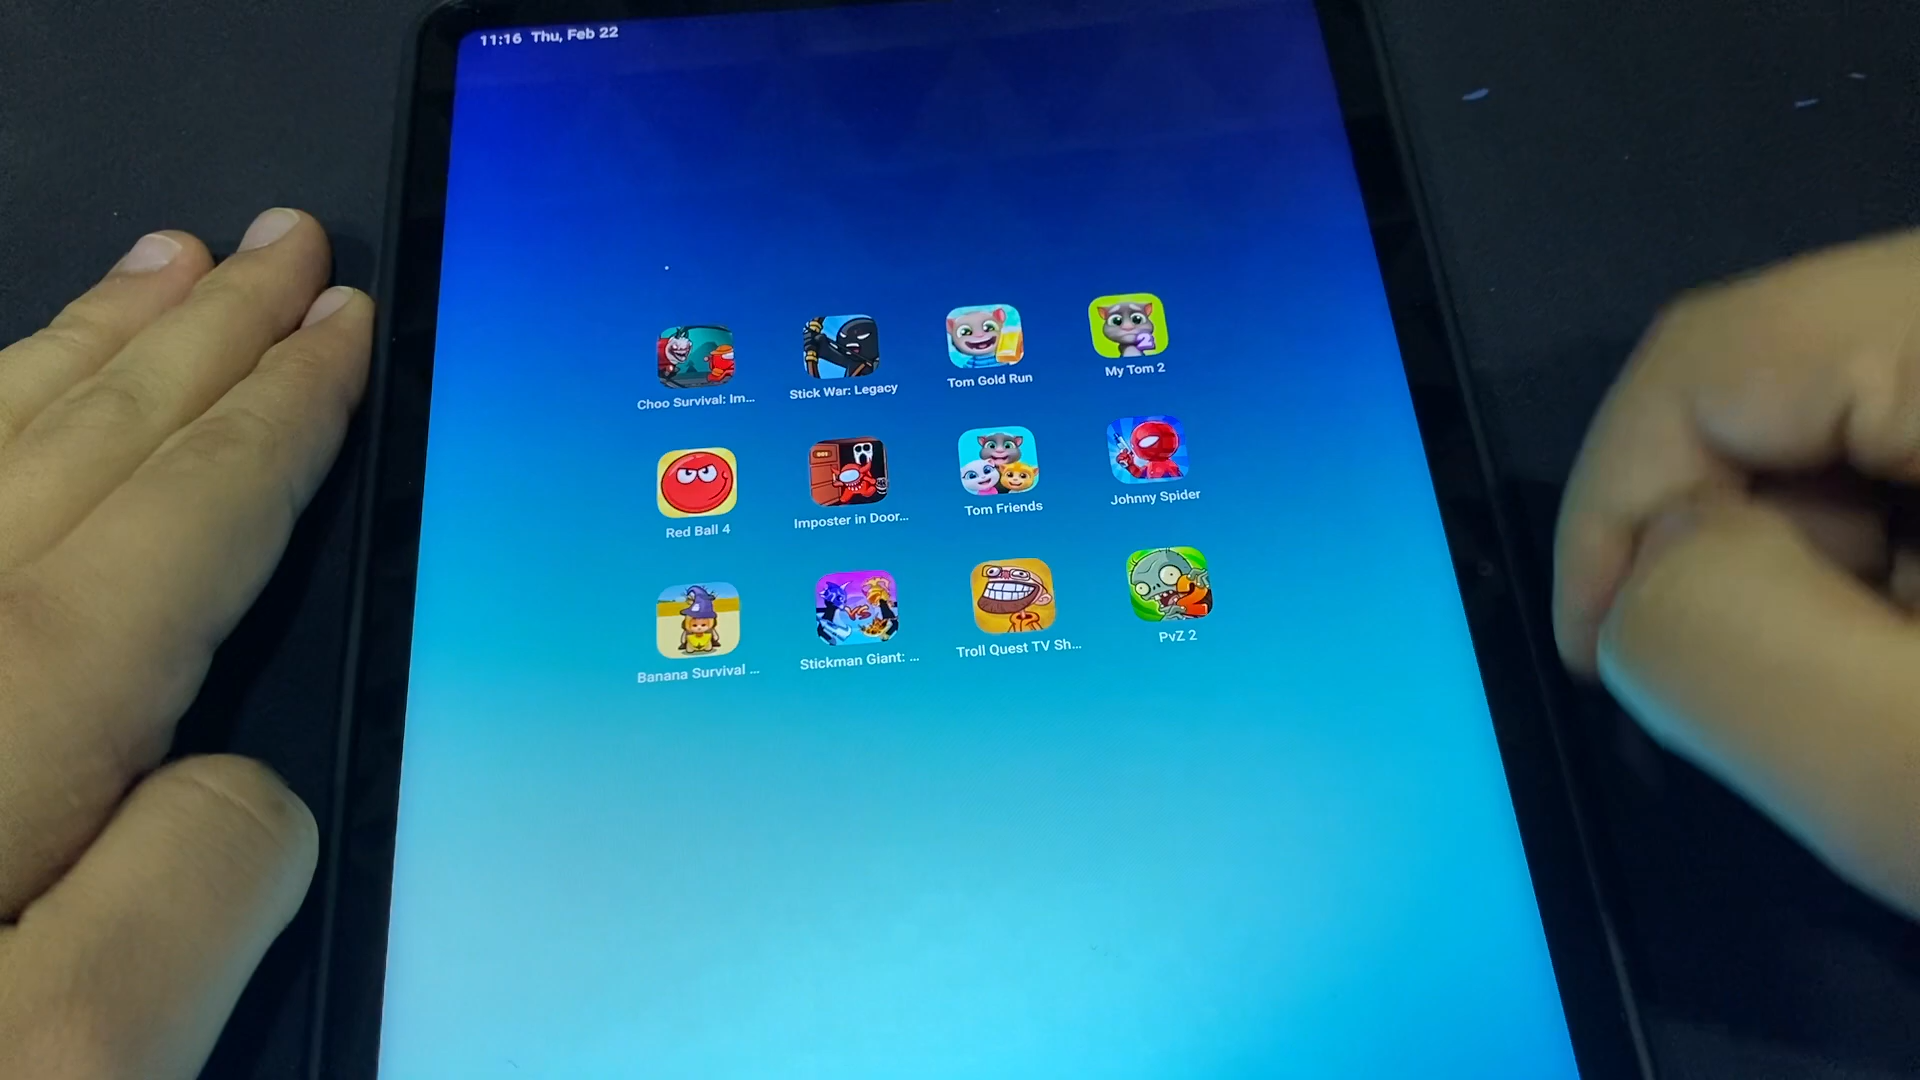 11:16 Thu, Feb 22
Choo Survival: Im...
Stick War: Legacy
Tom Gold Run
My Tom 2
Red Ball 4
Imposter in Door...
Tom Friends
Johnny Spider
Banana Survival ...
Stickman Giant: ...
Troll Quest TV Sh...
PvZ 2